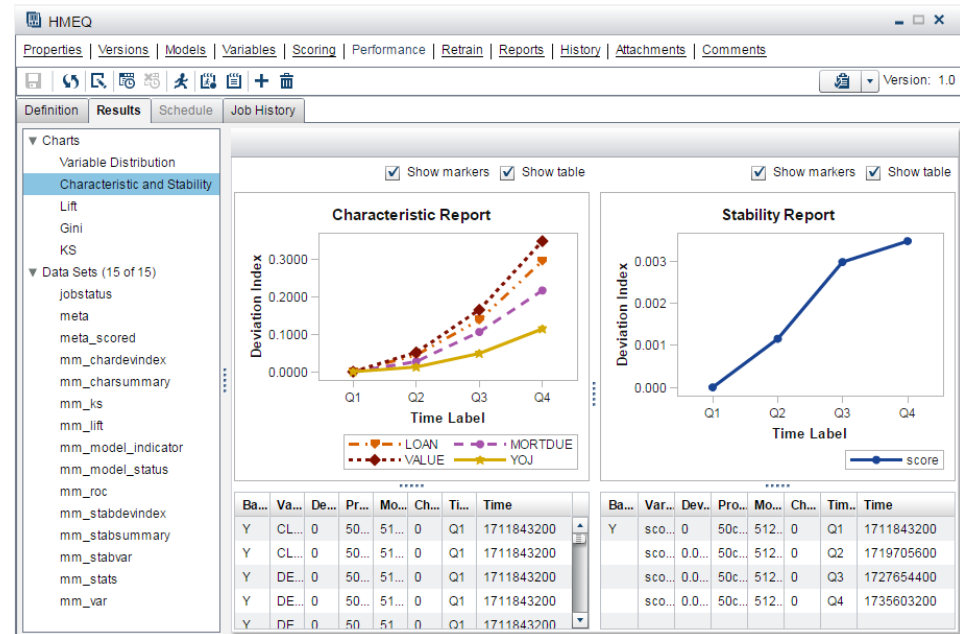 HMEQ
Properties | Versions | Models | Variables | Scoring | Performance | Retrain | Reports | History | Attachments | Comments
Version: 1.0
Definition Results Schedule Job History
Charts
Variable Distribution
Characteristic and Stability
Lift
Gini
KS
Data Sets (15 of 15)
jobstatus
meta
meta_scored
mm_chardevindex
mm_charsummary
mm_ks
mm_lift
mm_model_indicator
mm_model_status
mm_roc
mm_stabdevindex
mm_stabsummary
mm_stabvar
mm_stats
mm_var
Show markers Show table
Characteristic Report
Deviation Index
0.3000
0.2000
0.1000
0.0000
Q1 Q2 Q3 Q4
Time Label
LOAN MORTDUE
VALUE YOJ
Ba... Va... De... Pr... Mo... Ch... Ti... Time
Y CL... 0 50... 51... 0 Q1 1711843200
Y CL... 0 50... 51... 0 Q1 1711843200
Y DE... 0 50... 51... 0 Q1 1711843200
Y DE... 0 50... 51... 0 Q1 1711843200
Y DE 0 50 51 0 Q1 1711843200
Show markers Show table
Stability Report
Deviation Index
0.003
0.002
0.001
0.000
Q1 Q2 Q3 Q4
Time Label
score
Ba... Var... Dev... Pro... Mo... Ch... Tim... Time
Y sco... 0 50c... 512... 0 Q1 1711843200
sco... 0.0... 50c... 512... 0 Q2 1719705600
sco... 0.0... 50c... 512... 0 Q3 1727654400
sco... 0.0... 50c... 512... 0 Q4 1735603200